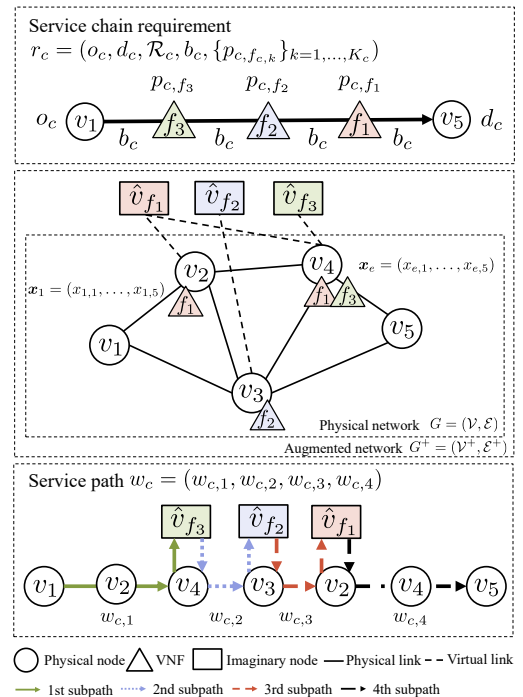 Service chain requirement
r_c = (o_c, d_c, R_c, b_c, {p_{c,f_{c,k}}}_{k=1,...,K_c})
p_{c,f_3} p_{c,f_2} p_{c,f_1}
o_c v_1 f_3 f_2 f_1 v_5 d_c
b_c b_c b_c b_c
v̂_{f_1} v̂_{f_2} v̂_{f_3}
v_2 v_4 x_e = (x_{e,1}, ..., x_{e,5})
x_1 = (x_{1,1}, ..., x_{1,5}) f_1 f_1 f_3
v_1 v_5
v_3
f_2
Physical network G = (V, E)
Augmented network G^+ = (V^+, E^+)
Service path w_c = (w_{c,1}, w_{c,2}, w_{c,3}, w_{c,4})
v̂_{f_3} v̂_{f_2} v̂_{f_1}
v_1 v_2 v_4 v_3 v_2 v_4 v_5
w_{c,1} w_{c,2} w_{c,3} w_{c,4}
Physical node VNF Imaginary node Physical link Virtual link
1st subpath 2nd subpath 3rd subpath 4th subpath